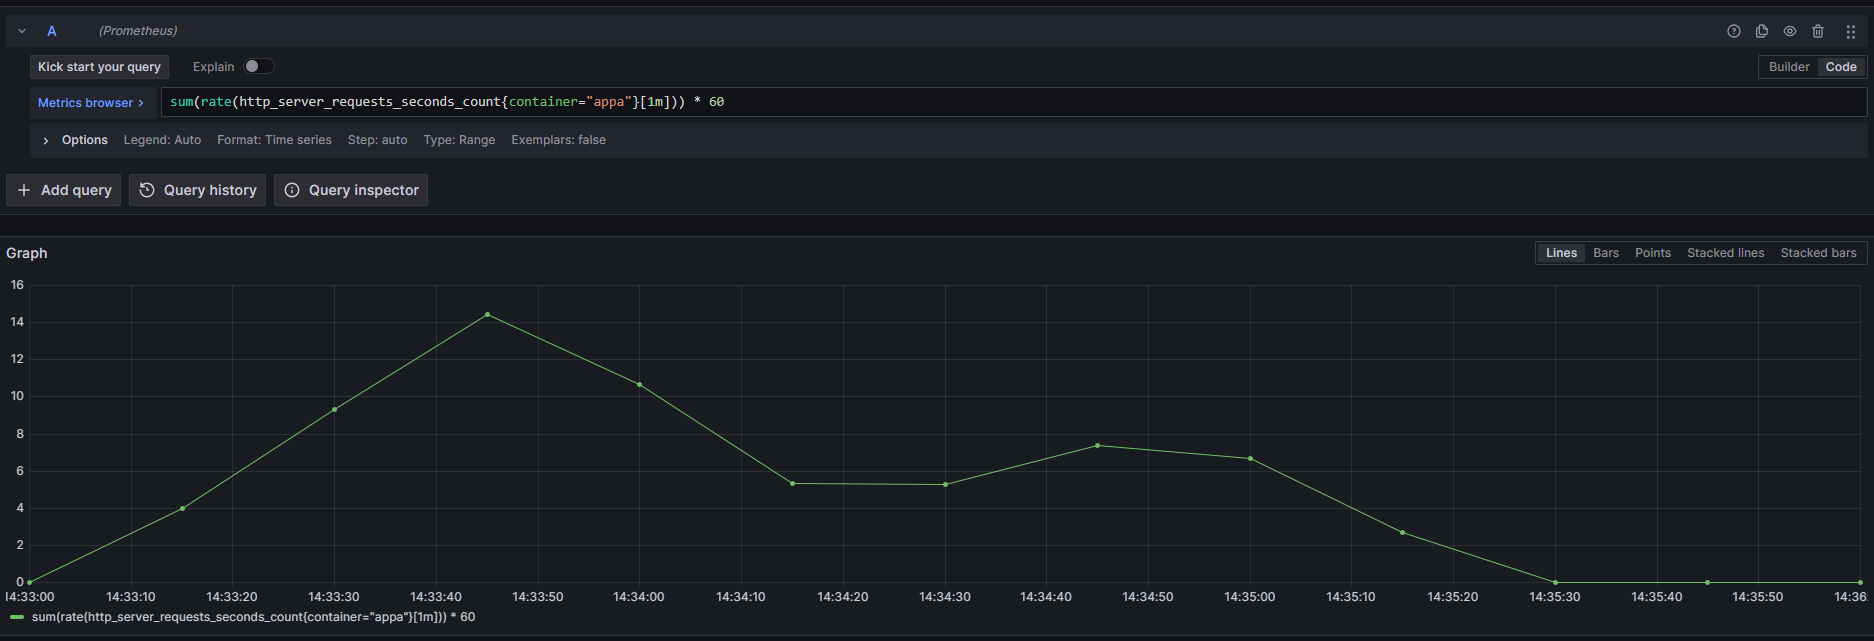 A (Prometheus)
Kick start your query Explain Builder Code
Metrics browser > sum(rate(http_server_requests_seconds_count{container="appa"}[1m])) * 60
> Options Legend: Auto Format: Time series Step: auto Type: Range Exemplars: false
+ Add query Query history Query inspector
Graph Lines Bars Points Stacked lines Stacked bars
16
14
12
10
8
6
4
2
0
14:33:00 14:33:10 14:33:20 14:33:30 14:33:40 14:33:50 14:34:00 14:34:10 14:34:20 14:34:30 14:34:40 14:34:50 14:35:00 14:35:10 14:35:20 14:35:30 14:35:40 14:35:50 14:36:
sum(rate(http_server_requests_seconds_count{container="appa"}[1m])) * 60